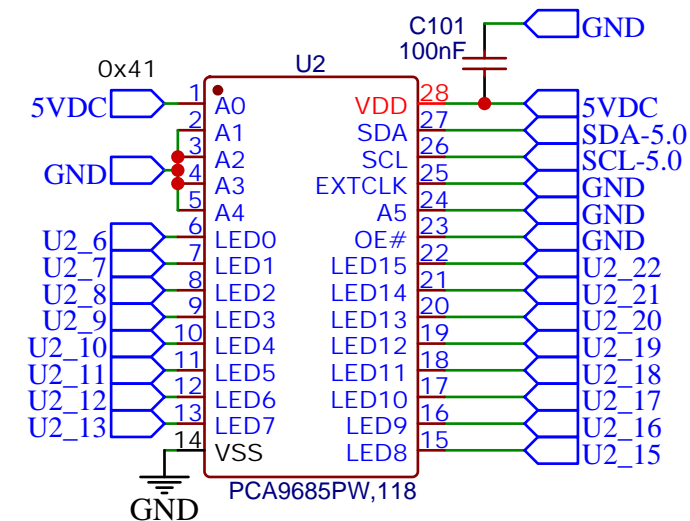 C101
GND
100nF
U2
0x41
1
28
5VDC
A0
VDD
5VDC
2
27
A1
SDA
SDA-5.0
3
26
A2
SCL
SCL-5.0
GND
4
25
A3
EXTCLK
GND
5
24
A4
A5
GND
U2_6
6
23
LED0
OE#
GND
U2_7
7
22
LED1
LED15
U2_22
U2_8
8
21
LED2
LED14
U2_21
U2_9
9
20
LED3
LED13
U2_20
U2_10
10
19
LED4
LED12
U2_19
U2_11
11
18
LED5
LED11
U2_18
U2_12
12
17
LED6
LED10
U2_17
U2_13
13
16
LED7
LED9
U2_16
14
15
VSS
LED8
U2_15
GND
PCA9685PW,118